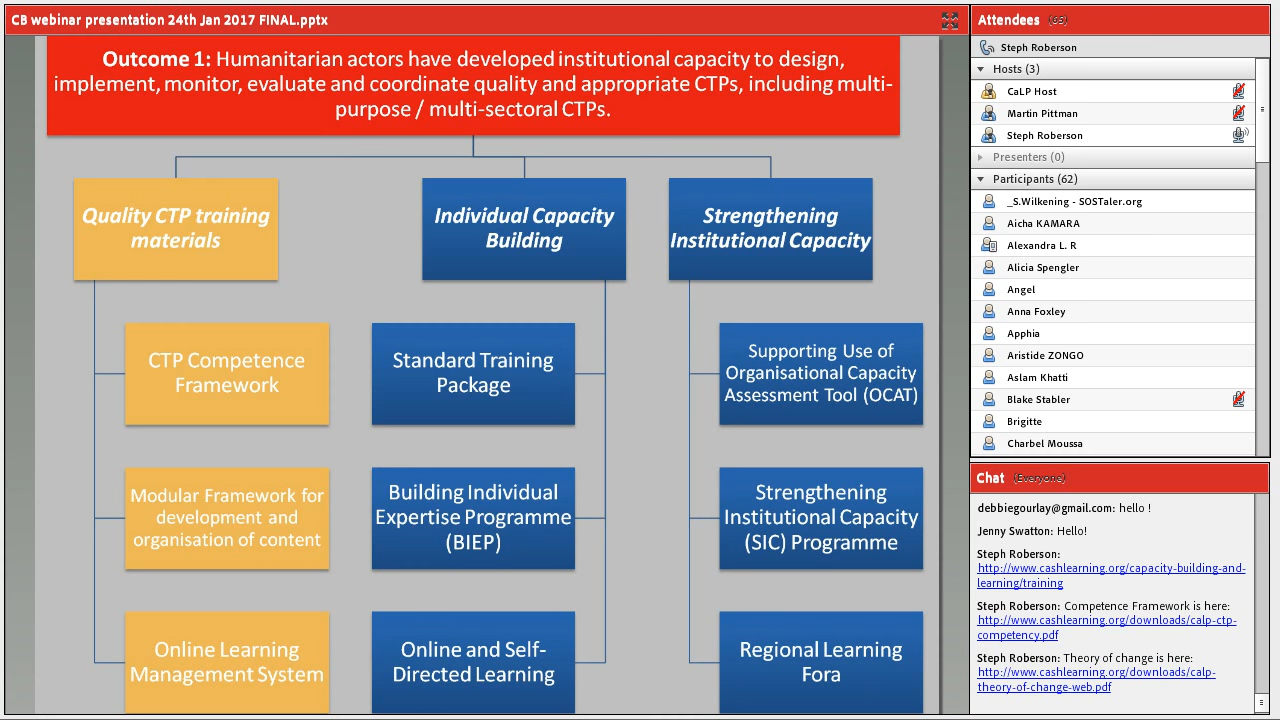 CB webinar presentation 24th Jan 2017 FINAL.pptx
Outcome 1: Humanitarian actors have developed institutional capacity to design,
implement, monitor, evaluate and coordinate quality and appropriate CTPs, including multi-
purpose / multi-sectoral CTPs.
Quality CTP training
materials
Individual Capacity
Building
Strengthening
Institutional Capacity
CTP Competence
Framework
Standard Training
Package
Supporting Use of
Organisational Capacity
Assessment Tool (OCAT)
Modular Framework for
development and
organisation of content
Building Individual
Expertise Programme
(BIEP)
Strengthening
Institutional Capacity
(SIC) Programme
Online Learning
Management System
Online and Self-
Directed Learning
Regional Learning
Fora
Attendees (65)
Steph Roberson
Hosts (3)
CaLP Host
Martin Pittman
Steph Roberson
Presenters (0)
Participants (62)
_S.Wilkening - SOSTaler.org
Aicha KAMARA
Alexandra L. R
Alicia Spengler
Angel
Anna Foxley
Apphia
Aristide ZONGO
Aslam Khatti
Blake Stabler
Brigitte
Charbel Moussa
Chat (Everyone)
debbiegourlay@gmail.com: hello !
Jenny Swatton: Hello!
Steph Roberson:
http://www.cashlearning.org/capacity-building-and-
learning/training
Steph Roberson: Competence Framework is here:
http://www.cashlearning.org/downloads/calp-ctp-
competency.pdf
Steph Roberson: Theory of change is here:
http://www.cashlearning.org/downloads/calp-
theory-of-change-web.pdf